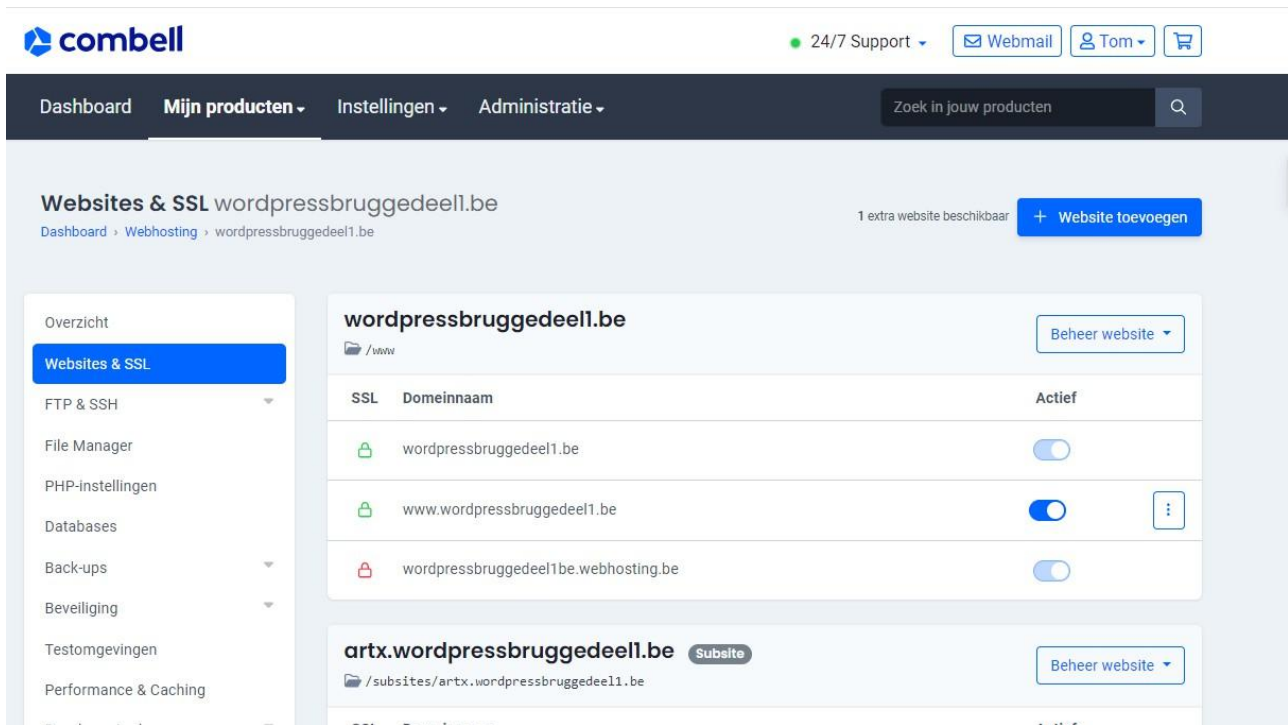 combell
24/7 Support
Webmail
Tom
Dashboard
Mijn producten
Instellingen
Administratie
Zoek in jouw producten
Websites & SSL wordpressbruggedeel1.be
Dashboard › Webhosting › wordpressbruggedeel1.be
1 extra website beschikbaar
+ Website toevoegen
Overzicht
Websites & SSL
FTP & SSH
File Manager
PHP-instellingen
Databases
Back-ups
Beveiliging
Testomgevingen
Performance & Caching
wordpressbruggedeel1.be
/www
Beheer website
SSL Domeinnaam Actief
wordpressbruggedeel1.be
www.wordpressbruggedeel1.be
wordpressbruggedeel1be.webhosting.be
artx.wordpressbruggedeel1.be Subsite
/subsites/artx.wordpressbruggedeel1.be
Beheer website